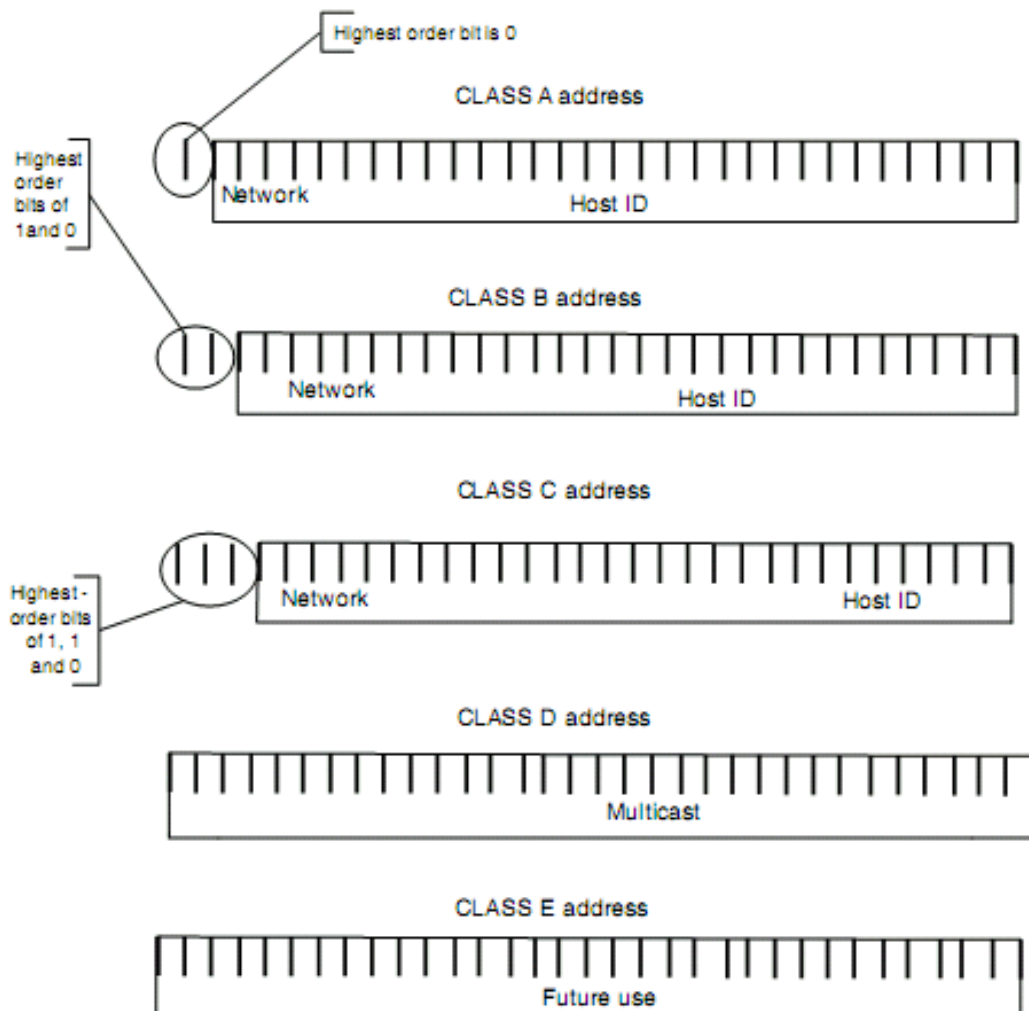 Highest order bit is 0
CLASS A address
Highest
order
bits of
1and 0
Network
Host ID
CLASS B address
Network
Host ID
CLASS C address
Highest -
order bits
of 1, 1
and 0
Network
Host ID
CLASS D address
Multicast
CLASS E address
Future use